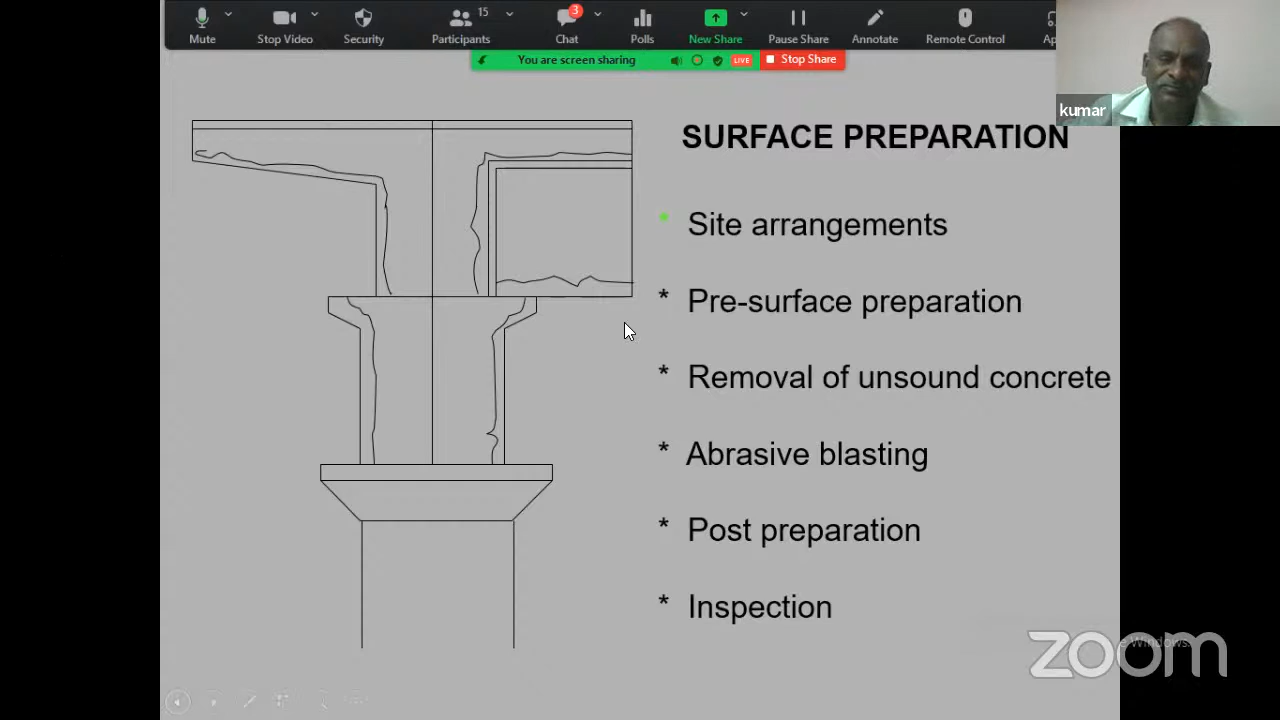 Mute
Stop Video
Security
Participants
15
Chat
3
Polls
New Share
Pause Share
Annotate
Remote Control
You are screen sharing
LIVE
Stop Share
kumar
SURFACE PREPARATION
• Site arrangements
* Pre-surface preparation
* Removal of unsound concrete
* Abrasive blasting
* Post preparation
* Inspection
zoom
Windows.